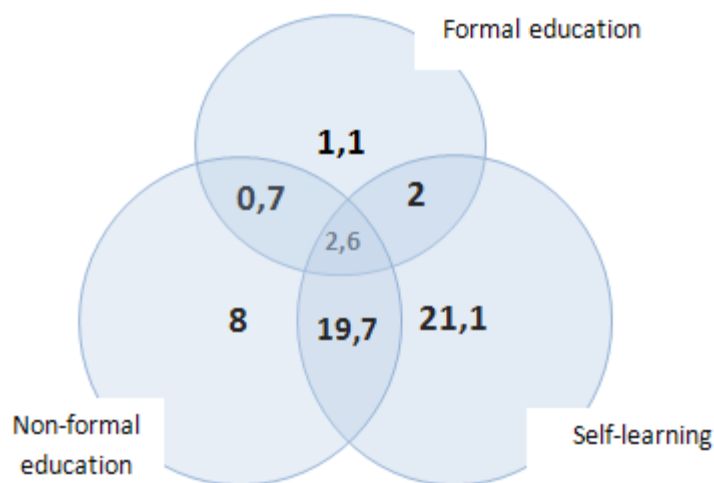 Formal education
1,1
0,7
2
2,6
8
19,7
21,1
Non-formal
education
Self-learning